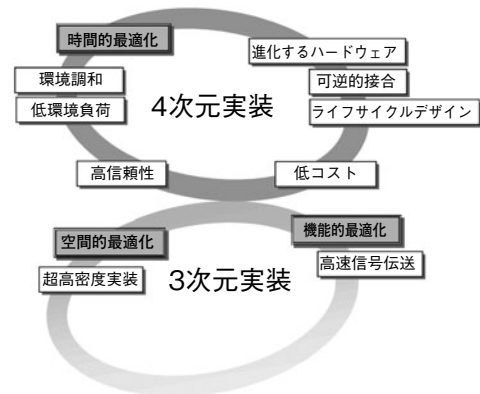 時間的最適化
進化するハードウェア
環境調和
可逆的接合
低環境負荷
4次元実装
ライフサイクルデザイン
高信頼性
低コスト
空間的最適化
機能的最適化
超高密度実装
3次元実装
高速信号伝送